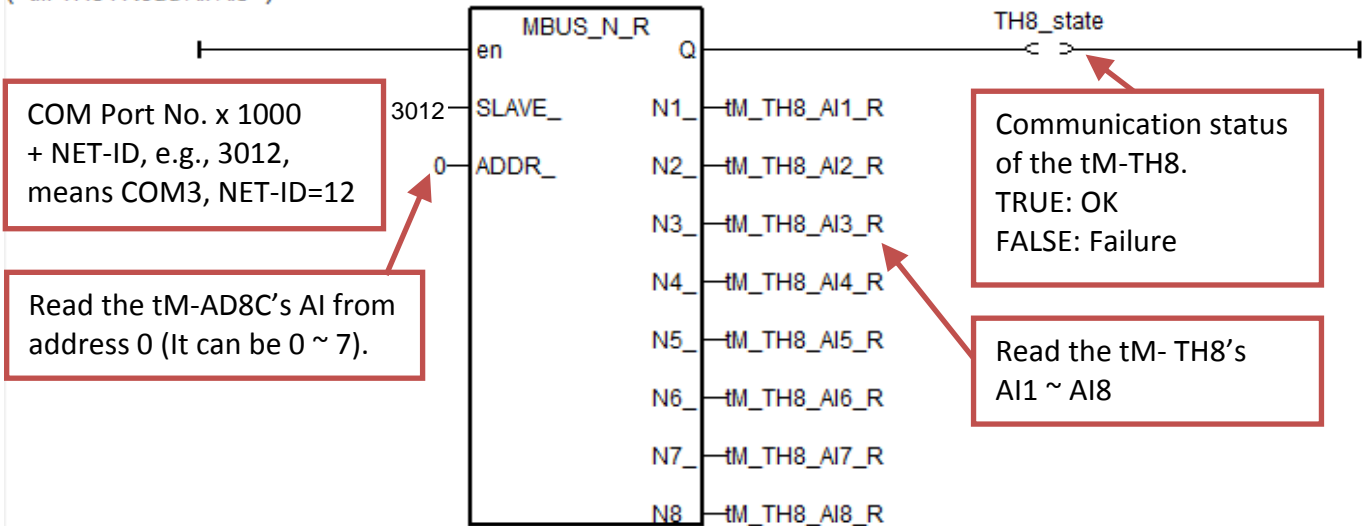 MBUS_N_R
TH8_state
en
Q
COM Port No. x 1000
+ NET-ID, e.g., 3012,
means COM3, NET-ID=12
3012
SLAVE_
N1_
tM_TH8_AI1_R
0
ADDR_
N2_
tM_TH8_AI2_R
Communication status
of the tM-TH8.
TRUE: OK
FALSE: Failure
N3_
tM_TH8_AI3_R
Read the tM-AD8C’s AI from
address 0 (It can be 0 ~ 7).
N4_
tM_TH8_AI4_R
N5_
tM_TH8_AI5_R
Read the tM- TH8’s
AI1 ~ AI8
N6_
tM_TH8_AI6_R
N7_
tM_TH8_AI7_R
N8_
tM_TH8_AI8_R